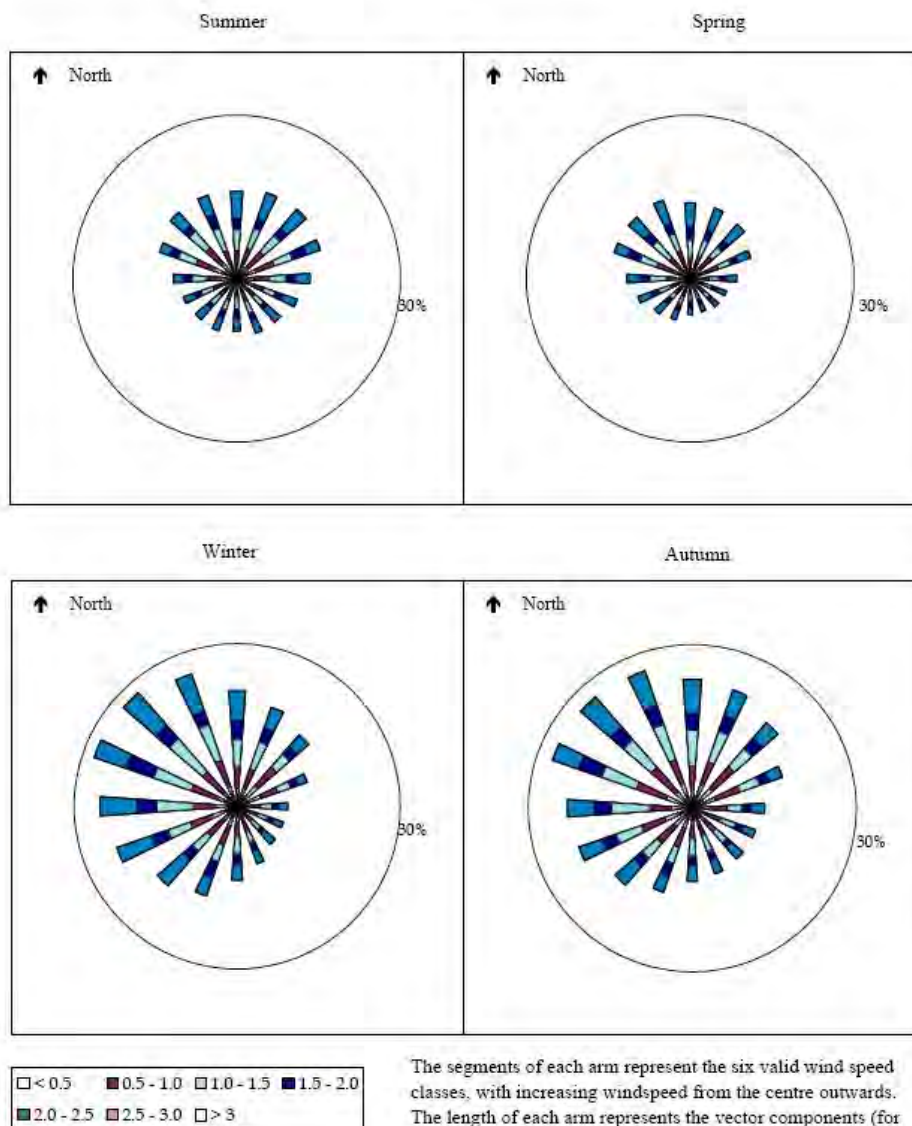 Summer Spring
North North
30% 30%
Winter Autumn
North North
30% 30%
< 0.5 0.5 - 1.0 1.0 - 1.5 1.5 - 2.0
2.0 - 2.5 2.5 - 3.0 > 3
The segments of each arm represent the six valid wind speed
classes, with increasing windspeed from the centre outwards.
The length of each arm represents the vector components (for